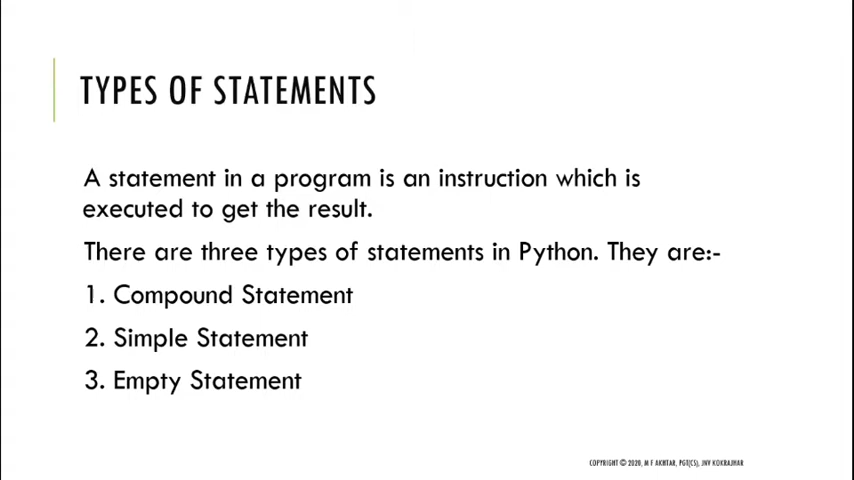 TYPES OF STATEMENTS
A statement in a program is an instruction which is
executed to get the result.
There are three types of statements in Python. They are:-
1. Compound Statement
2. Simple Statement
3. Empty Statement
COPYRIGHT © 2020, M F AKHTAR, PGT(CS), JNV KOKRAJHAR